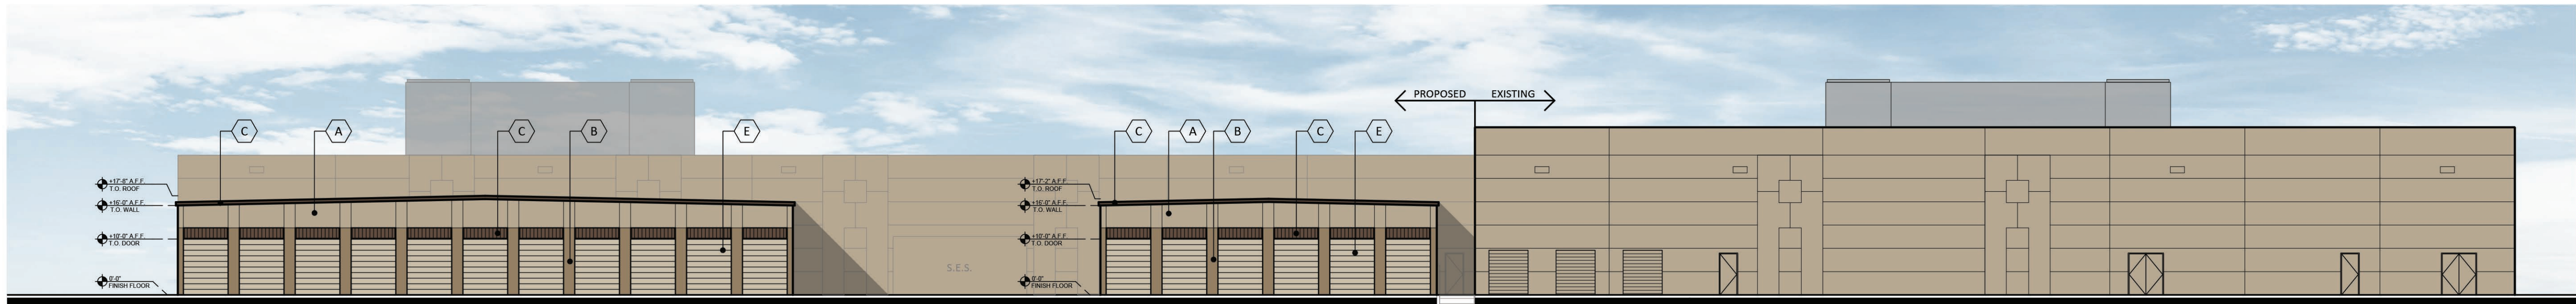 PROPOSED
EXISTING
C
A
C
B
E
C
A
B
C
E
+17'-6" A.F.F.
T.O. ROOF
+16'-0" A.F.F.
T.O. WALL
+10'-0" A.F.F.
T.O. DOOR
0'-0"
FINISH FLOOR
+17'-2" A.F.F.
T.O. ROOF
+16'-0" A.F.F.
T.O. WALL
+10'-0" A.F.F.
T.O. DOOR
0'-0"
FINISH FLOOR
S.E.S.